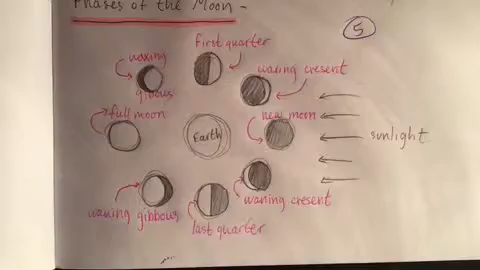 Phases of the Moon -
5
first quarter
waxing
gibous
waxing cresent
full moon
new moon
Earth
sunlight
waning gibbous
last quarter
waning cresent